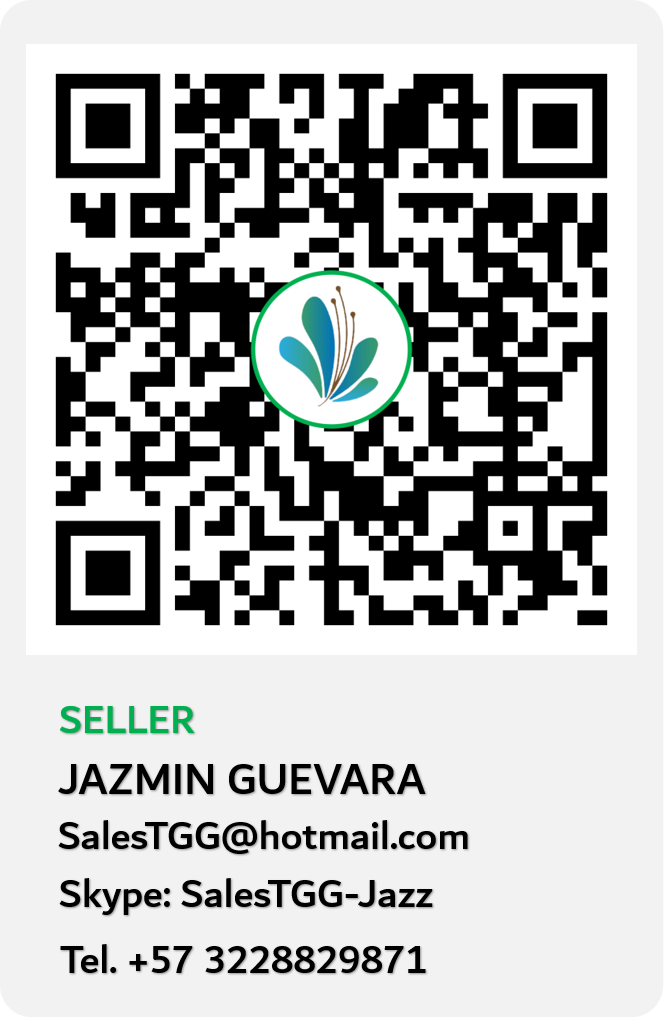 SELLER
JAZMIN GUEVARA
SalesTGG@hotmail.com
Skype: SalesTGG-Jazz
Tel. +57 3228829871